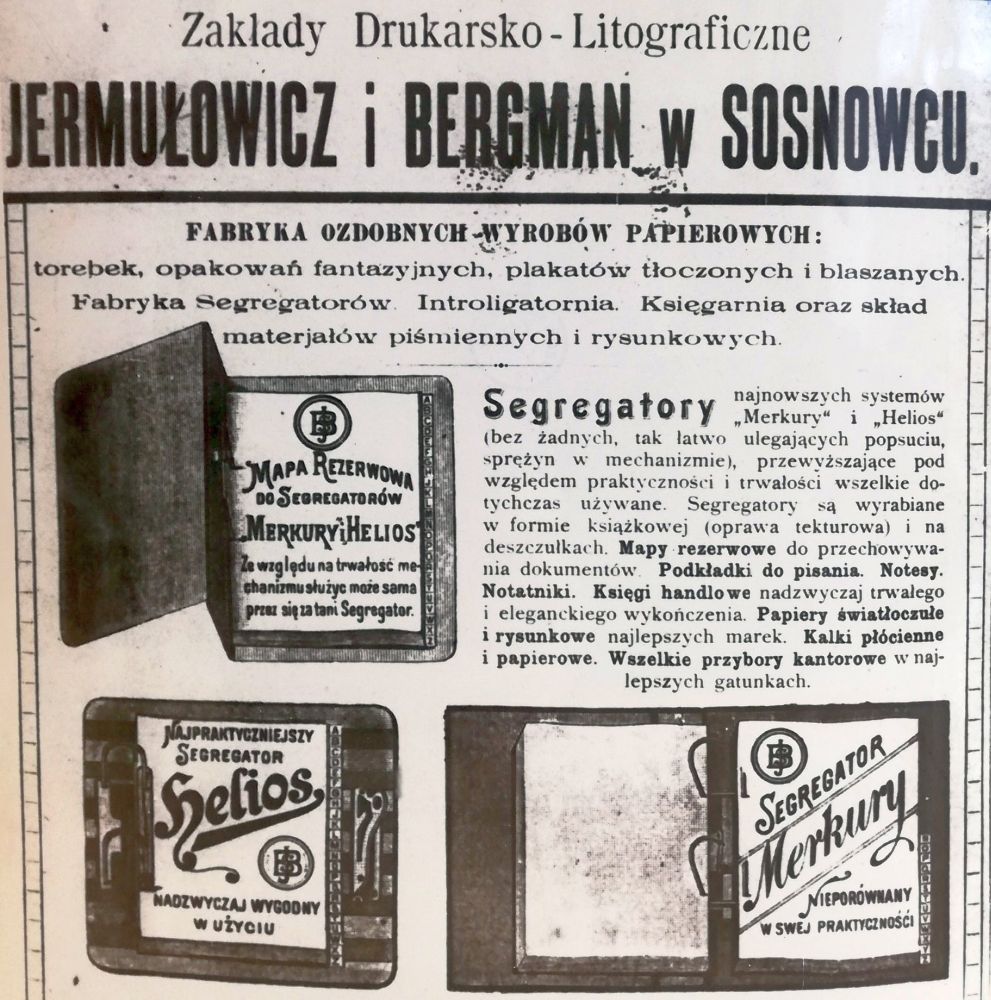 Zakłady Drukarsko-Litograficzne
JERMUŁOWICZ i BERGMAN w SOSNOWCU.
FABRYKA OZDOBNYCH WYROBÓW PAPIEROWYCH:
torebek, opakowań fantazyjnych, plakatów tłoczonych i blaszanych.
Fabryka Segregatorów. Introligatornia. Księgarnia oraz skład
materjałów piśmiennych i rysunkowych.
Segregatory najnowszych systemów
„Merkury“ i „Helios“
(bez żadnych, tak łatwo ulegających popsuciu,
sprężyn w mechanizmie), przewyższające pod
względem praktyczności i trwałości wszelkie do-
tychczas używane. Segregatory są wyrabiane
w formie książkowej (oprawa tekturowa) i na
deszczułkach. Mapy rezerwowe do przechowywa-
nia dokumentów. Podkładki do pisania. Notesy.
Notatniki. Księgi handlowe nadzwyczaj trwałego
i eleganckiego wykończenia. Papiery światłoczułe
i rysunkowe najlepszych marek. Kalki płócienne
i papierowe. Wszelkie przybory kantorowe w naj-
lepszych gatunkach.
MAPA REZERWOWA
DO SEGREGATORÓW
„MERKURY“i„HELIOS“
Ze względu na trwałość me-
chanizmu służyć może sama
przez się za tani Segregator.
NAJPRAKTYCZNIEJSZY
SEGREGATOR
Helios
NADZWYCZAJ WYGODNY
W UŻYCIU
SEGREGATOR
Merkury
NIEPORÓWNANY
W SWEJ PRAKTYCZNOŚCI